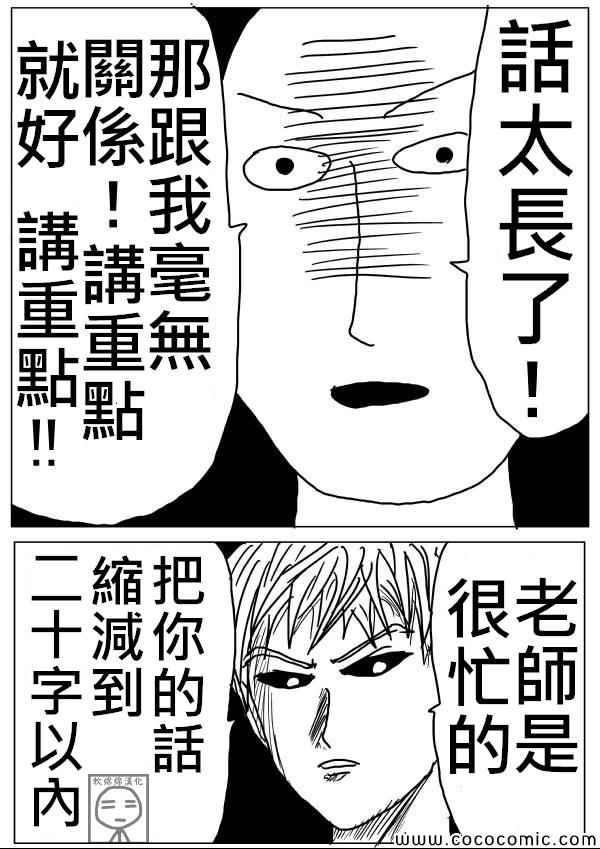 話太長了！
那跟我毫無
關係！講重點
就好 講重點!!
老師是
很忙的
把你的話
縮減到
二十字以內
www.cococomic.com